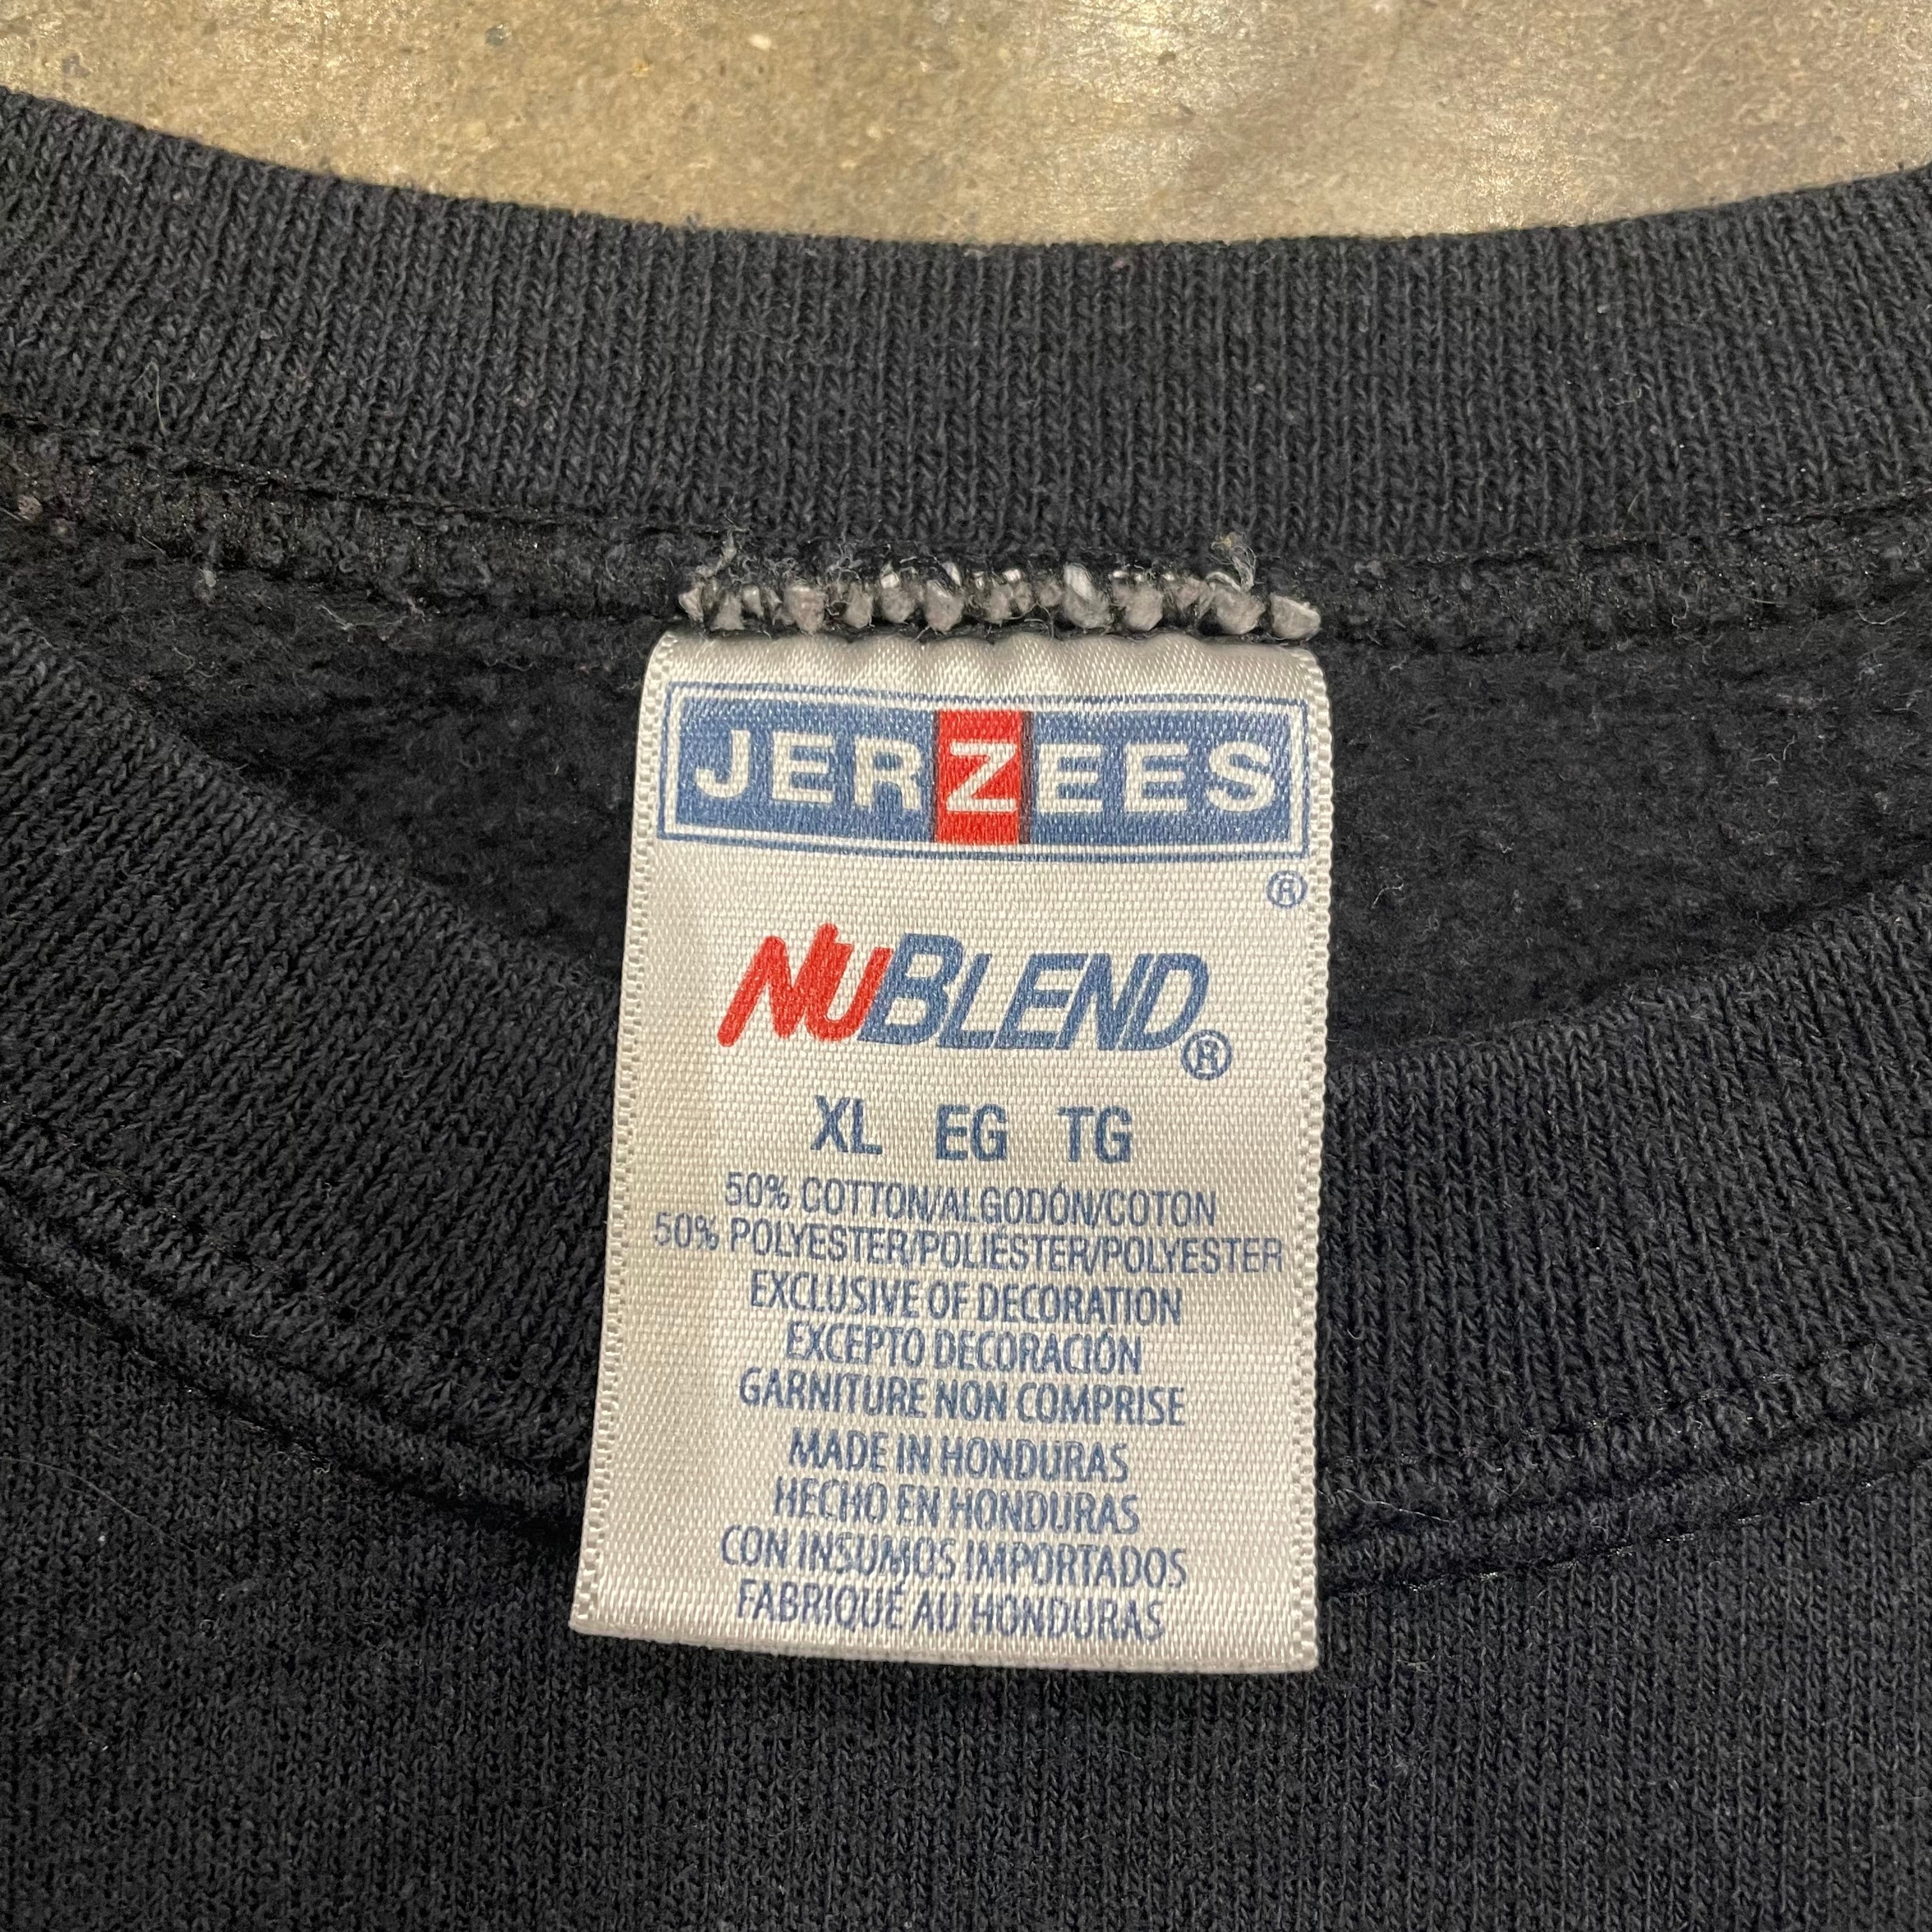 JERZEES
®
NUBLEND®
XL EG TG
50% COTTON/ALGODÓN/COTON
50% POLYESTER/POLIÉSTER/POLYESTER
EXCLUSIVE OF DECORATION
EXCEPTO DECORACIÓN
GARNITURE NON COMPRISE
MADE IN HONDURAS
HECHO EN HONDURAS
CON INSUMOS IMPORTADOS
FABRIQUÉ AU HONDURAS